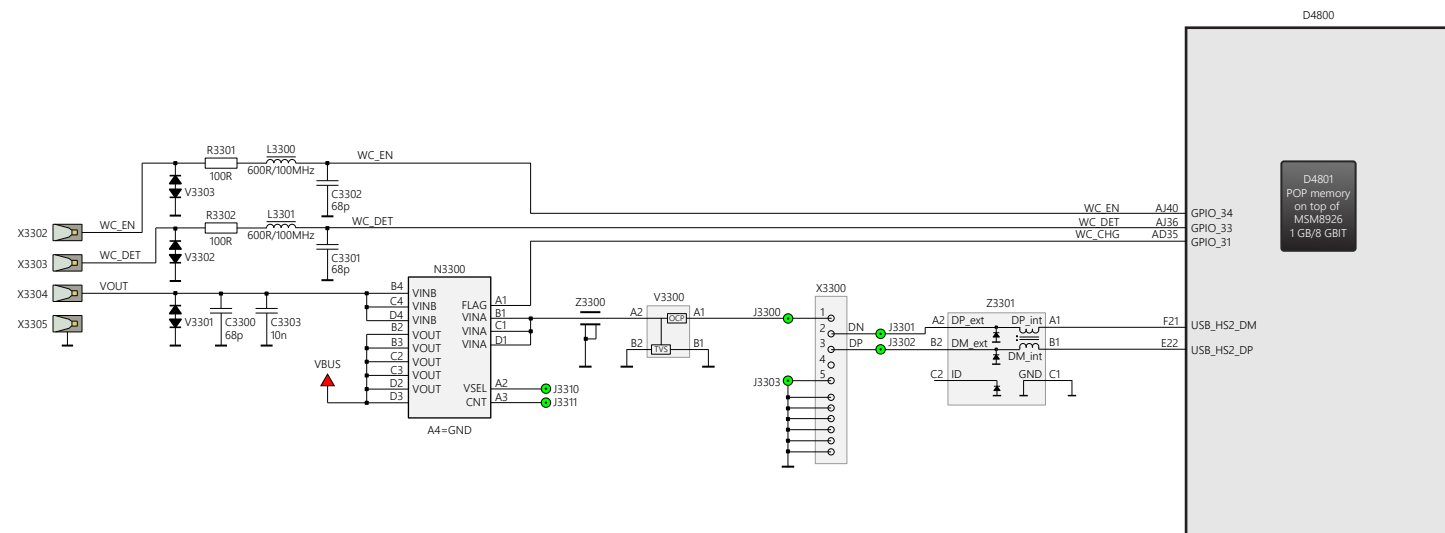 D4800
D4801
POP memory
on top of
MSM8926
1 GB/8 GBIT
R3301
100R
L3300
600R/100MHz
WC_EN
V3303
C3302
68p
X3302
WC_EN
R3302
100R
L3301
600R/100MHz
WC_DET
V3302
C3301
68p
X3303
WC_DET
X3304
VOUT
X3305
V3301
C3300
68p
C3303
10n
WC_EN AJ40 GPIO_34
WC_DET AJ36 GPIO_33
WC_CHG AD35 GPIO_31
N3300
B4 VINB
C4 VINB
D4 VINB
B2 VOUT
B3 VOUT
C2 VOUT
C3 VOUT
D2 VOUT
D3
FLAG A1
VINA B1
VINA C1
VINA D1
VSEL A2 J3310
CNT A3 J3311
A4=GND
VBUS
Z3300
V3300
A2 OCP A1
B2 TVS B1
J3300
J3303
X3300
1
2
3
4
5
DN J3301
DP J3302
Z3301
A2 DP_ext DP_int A1
B2 DM_ext DM_int B1
C2 ID GND C1
F21 USB_HS2_DM
E22 USB_HS2_DP